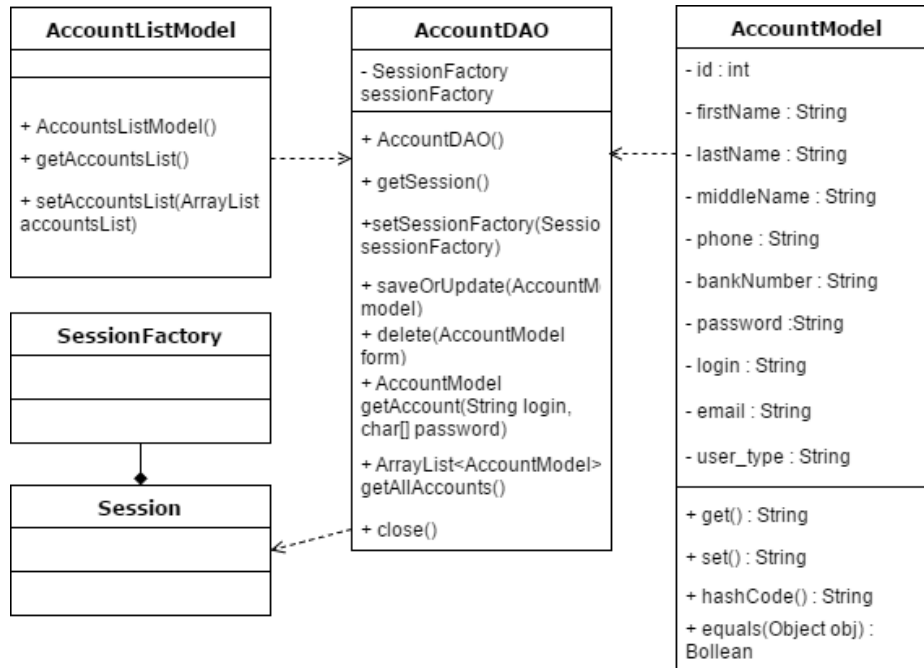 AccountListModel
+ AccountsListModel()
+ getAccountsList()
+ setAccountsList(ArrayList
accountsList)
SessionFactory
Session
AccountDAO
- SessionFactory
sessionFactory
+ AccountDAO()
+ getSession()
+setSessionFactory(Sessio
sessionFactory)
+ saveOrUpdate(AccountM
model)
+ delete(AccountModel
form)
+ AccountModel
getAccount(String login,
char[] password)
+ ArrayList<AccountModel>
getAllAccounts()
+ close()
AccountModel
- id : int
- firstName : String
- lastName : String
- middleName : String
- phone : String
- bankNumber : String
- password :String
- login : String
- email : String
- user_type : String
+ get() : String
+ set() : String
+ hashCode() : String
+ equals(Object obj) :
Bollean